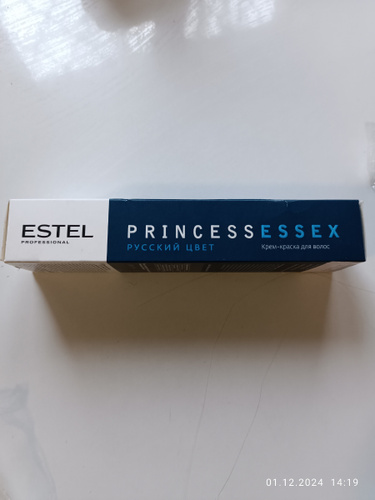 ESTEL
PROFESSIONAL
PRINCESS ESSEX
РУССКИЙ ЦВЕТ
Крем-краска для волос
01.12.2024 14:19